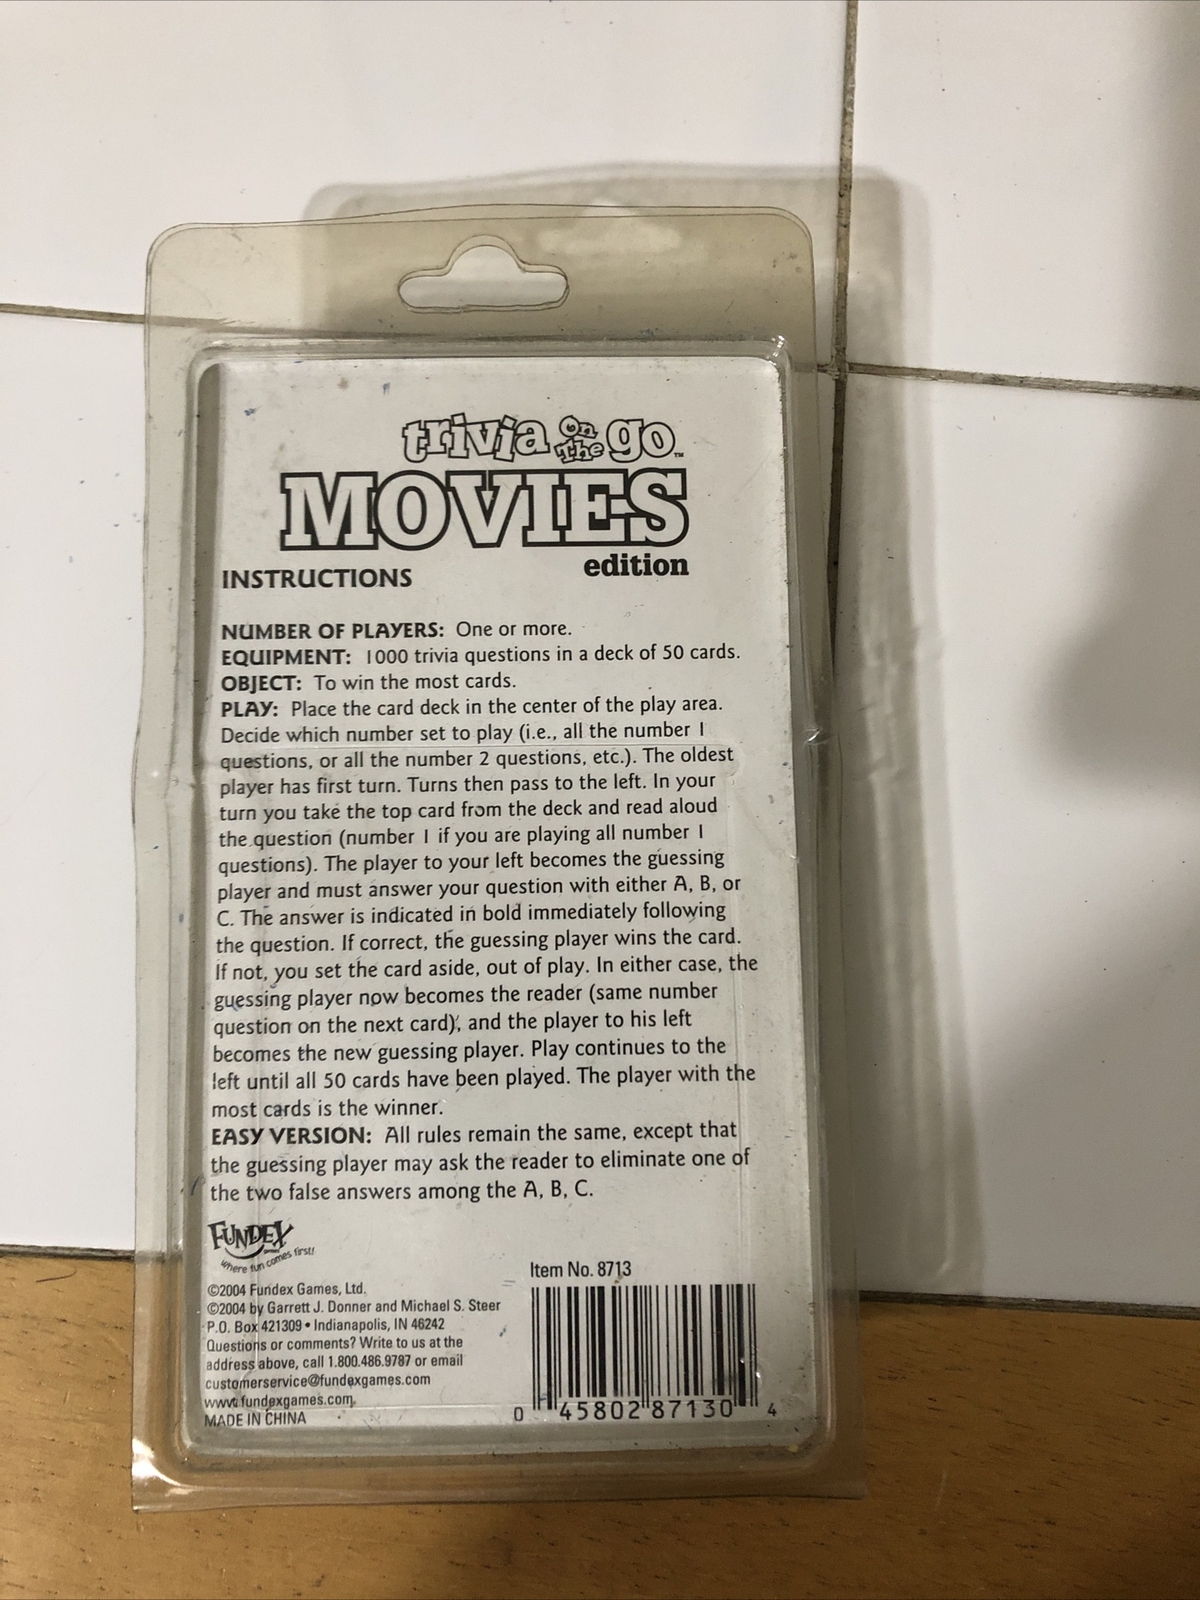 trivia on the go™
MOVIES
edition
INSTRUCTIONS
NUMBER OF PLAYERS: One or more.
EQUIPMENT: 1000 trivia questions in a deck of 50 cards.
OBJECT: To win the most cards.
PLAY: Place the card deck in the center of the play area.
Decide which number set to play (i.e., all the number 1
questions, or all the number 2 questions, etc.). The oldest
player has first turn. Turns then pass to the left. In your
turn you take the top card from the deck and read aloud
the question (number 1 if you are playing all number 1
questions). The player to your left becomes the guessing
player and must answer your question with either A, B, or
C. The answer is indicated in bold immediately following
the question. If correct, the guessing player wins the card.
If not, you set the card aside, out of play. In either case, the
guessing player now becomes the reader (same number
question on the next card), and the player to his left
becomes the new guessing player. Play continues to the
left until all 50 cards have been played. The player with the
most cards is the winner.
EASY VERSION: All rules remain the same, except that
the guessing player may ask the reader to eliminate one of
the two false answers among the A, B, C.
FUNDEX
games
where fun comes first!
©2004 Fundex Games, Ltd.
©2004 by Garrett J. Donner and Michael S. Steer
P.O. Box 421309 • Indianapolis, IN 46242
Questions or comments? Write to us at the
address above, call 1.800.486.9787 or email
customerservice@fundexgames.com
www.fundexgames.com.
MADE IN CHINA
Item No. 8713
0 45802 87130 4